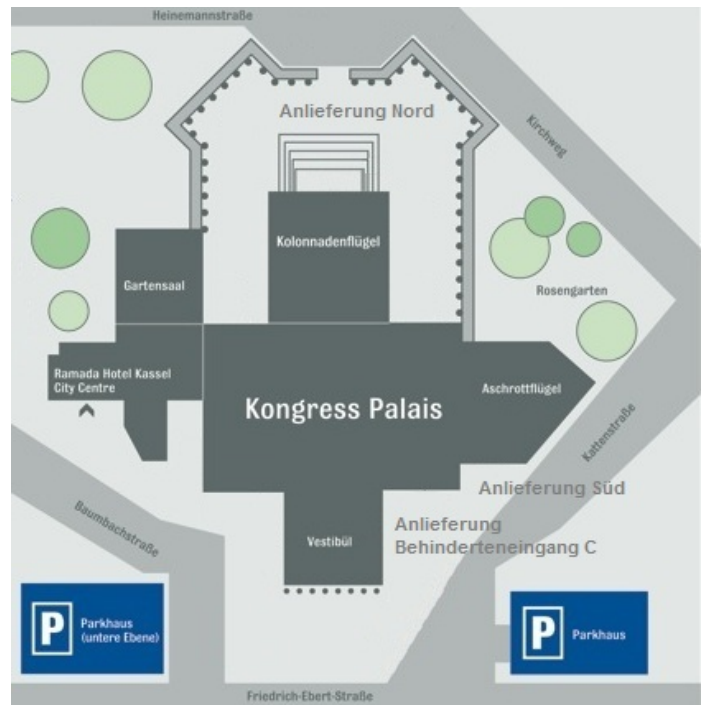 Heinemannstraße
Anlieferung Nord
Kirchweg
Kolonnadenflügel
Gartensaal
Rosengarten
Ramada Hotel Kassel
City Centre
Kongress Palais
Aschrottflügel
Kattenstraße
Anlieferung Süd
Baumbachstraße
Vestibül
Anlieferung
Behinderteneingang C
P
Parkhaus
(untere Ebene)
P
Parkhaus
Friedrich-Ebert-Straße